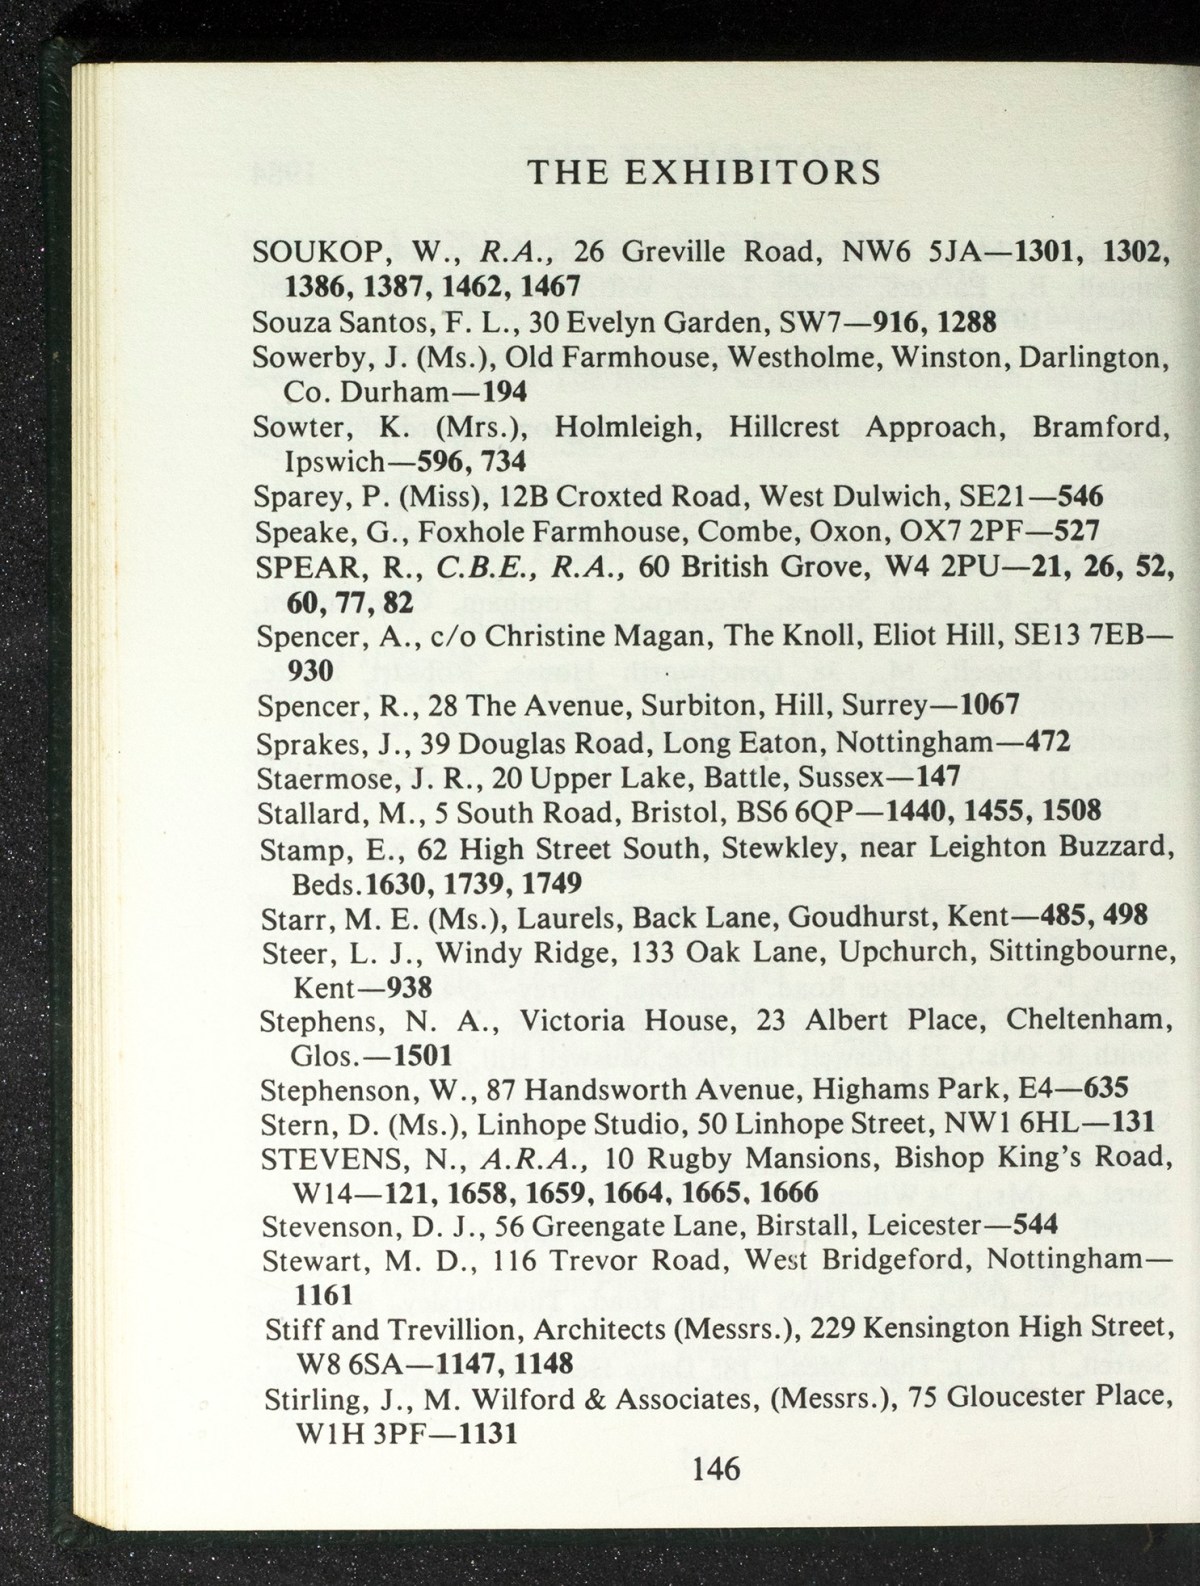 THE EXHIBITORS
SOUKOP, W., R.A., 26 Greville Road, NW6 5JA—1301, 1302,
1386, 1387, 1462, 1467
Souza Santos, F. L., 30 Evelyn Garden, SW7—916, 1288
Sowerby, J. (Ms.), Old Farmhouse, Westholme, Winston, Darlington,
Co. Durham—194
Sowter, K. (Mrs.), Holmleigh, Hillcrest Approach, Bramford,
Ipswich—596, 734
Sparey, P. (Miss), 12B Croxted Road, West Dulwich, SE21—546
Speake, G., Foxhole Farmhouse, Combe, Oxon, OX7 2PF—527
SPEAR, R., C.B.E., R.A., 60 British Grove, W4 2PU—21, 26, 52,
60, 77, 82
Spencer, A., c/o Christine Magan, The Knoll, Eliot Hill, SE13 7EB—
930
Spencer, R., 28 The Avenue, Surbiton, Hill, Surrey—1067
Sprakes, J., 39 Douglas Road, Long Eaton, Nottingham—472
Staermose, J. R., 20 Upper Lake, Battle, Sussex—147
Stallard, M., 5 South Road, Bristol, BS6 6QP—1440, 1455, 1508
Stamp, E., 62 High Street South, Stewkley, near Leighton Buzzard,
Beds.1630, 1739, 1749
Starr, M. E. (Ms.), Laurels, Back Lane, Goudhurst, Kent—485, 498
Steer, L. J., Windy Ridge, 133 Oak Lane, Upchurch, Sittingbourne,
Kent—938
Stephens, N. A., Victoria House, 23 Albert Place, Cheltenham,
Glos.—1501
Stephenson, W., 87 Handsworth Avenue, Highams Park, E4—635
Stern, D. (Ms.), Linhope Studio, 50 Linhope Street, NW1 6HL—131
STEVENS, N., A.R.A., 10 Rugby Mansions, Bishop King's Road,
W14—121, 1658, 1659, 1664, 1665, 1666
Stevenson, D. J., 56 Greengate Lane, Birstall, Leicester—544
Stewart, M. D., 116 Trevor Road, West Bridgeford, Nottingham—
1161
Stiff and Trevillion, Architects (Messrs.), 229 Kensington High Street,
W8 6SA—1147, 1148
Stirling, J., M. Wilford & Associates, (Messrs.), 75 Gloucester Place,
W1H 3PF—1131
146